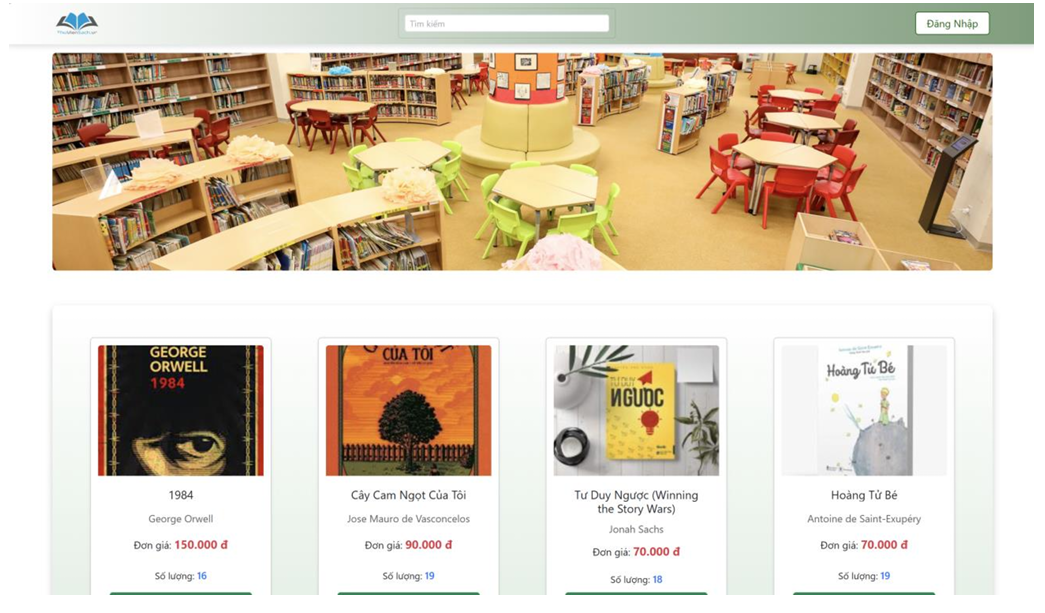 Tìm kiếm
Đăng Nhập
GEORGE
ORWELL
1984
CỦA TÔI
TƯ DUY
NGƯỢC
Hoàng Tử Bé
1984
George Orwell
Đơn giá: 150.000 đ
Số lượng: 16
Cây Cam Ngọt Của Tôi
Jose Mauro de Vasconcelos
Đơn giá: 90.000 đ
Số lượng: 19
Tư Duy Ngược (Winning
the Story Wars)
Jonah Sachs
Đơn giá: 70.000 đ
Số lượng: 18
Hoàng Tử Bé
Antoine de Saint-Exupéry
Đơn giá: 70.000 đ
Số lượng: 19